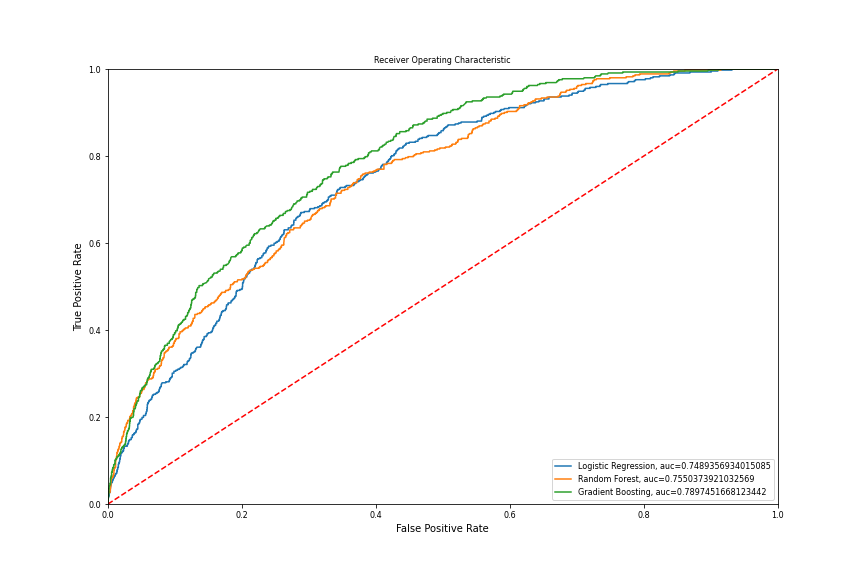 Receiver Operating Characteristic
True Positive Rate
1.0
0.8
0.6
0.4
0.2
0.0
0.0 0.2 0.4 0.6 0.8 1.0
False Positive Rate
Logistic Regression, auc=0.7489356934015085
Random Forest, auc=0.7550373921032569
Gradient Boosting, auc=0.7897451668123442